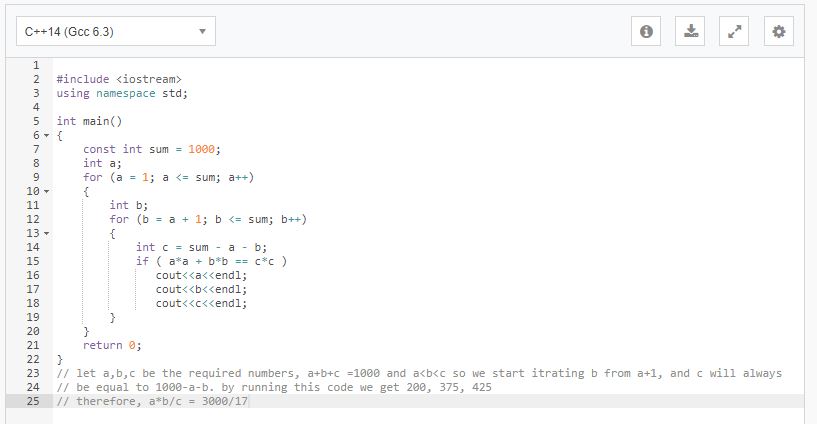 C++14 (Gcc 6.3)
1
2 #include <iostream>
3 using namespace std;
4
5 int main()
6 {
7 const int sum = 1000;
8 int a;
9 for (a = 1; a <= sum; a++)
10 {
11 int b;
12 for (b = a + 1; b <= sum; b++)
13 {
14 int c = sum - a - b;
15 if ( a*a + b*b == c*c )
16 cout<<a<<endl;
17 cout<<b<<endl;
18 cout<<c<<endl;
19 }
20 }
21 return 0;
22 }
23 // let a,b,c be the required numbers, a+b+c =1000 and a<b<c so we start itrating b from a+1, and c will always
24 // be equal to 1000-a-b. by running this code we get 200, 375, 425
25 // therefore, a*b/c = 3000/17